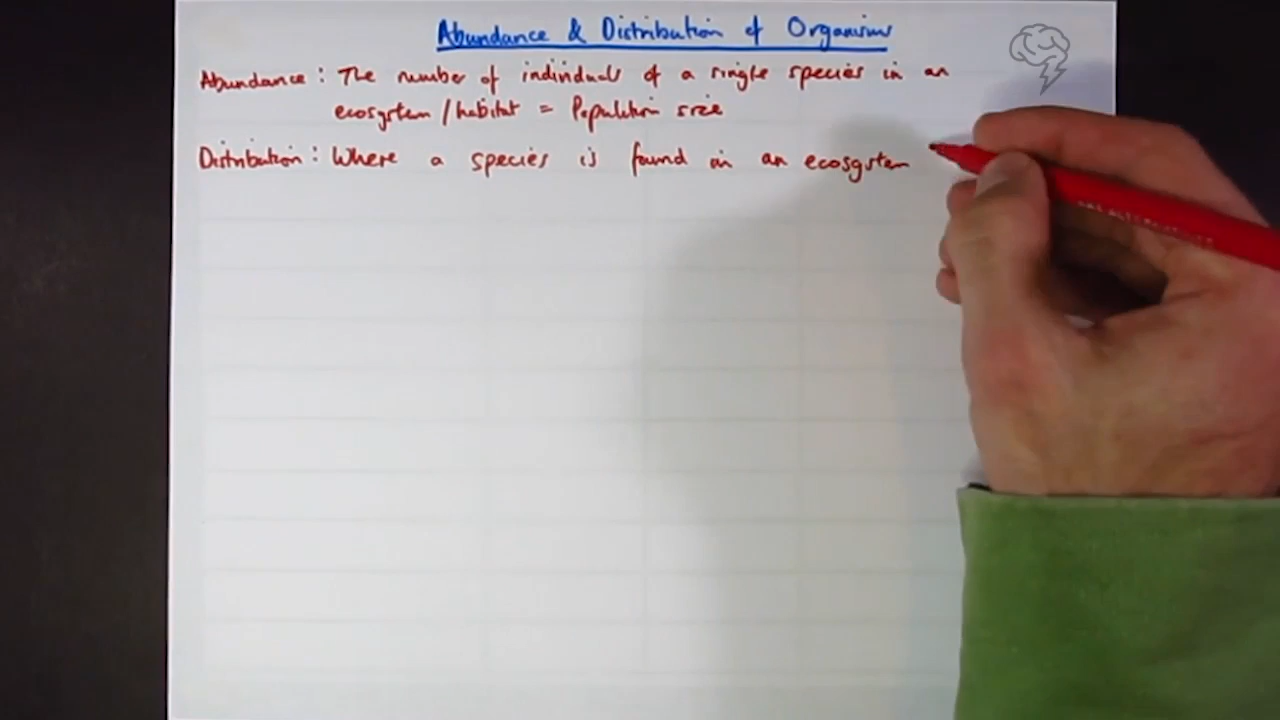 Abundance & Distribution of Organisms
Abundance : The number of individuals of a single species in an
ecosystem / habitat = Population size
Distribution : Where a species is found in an ecosystem